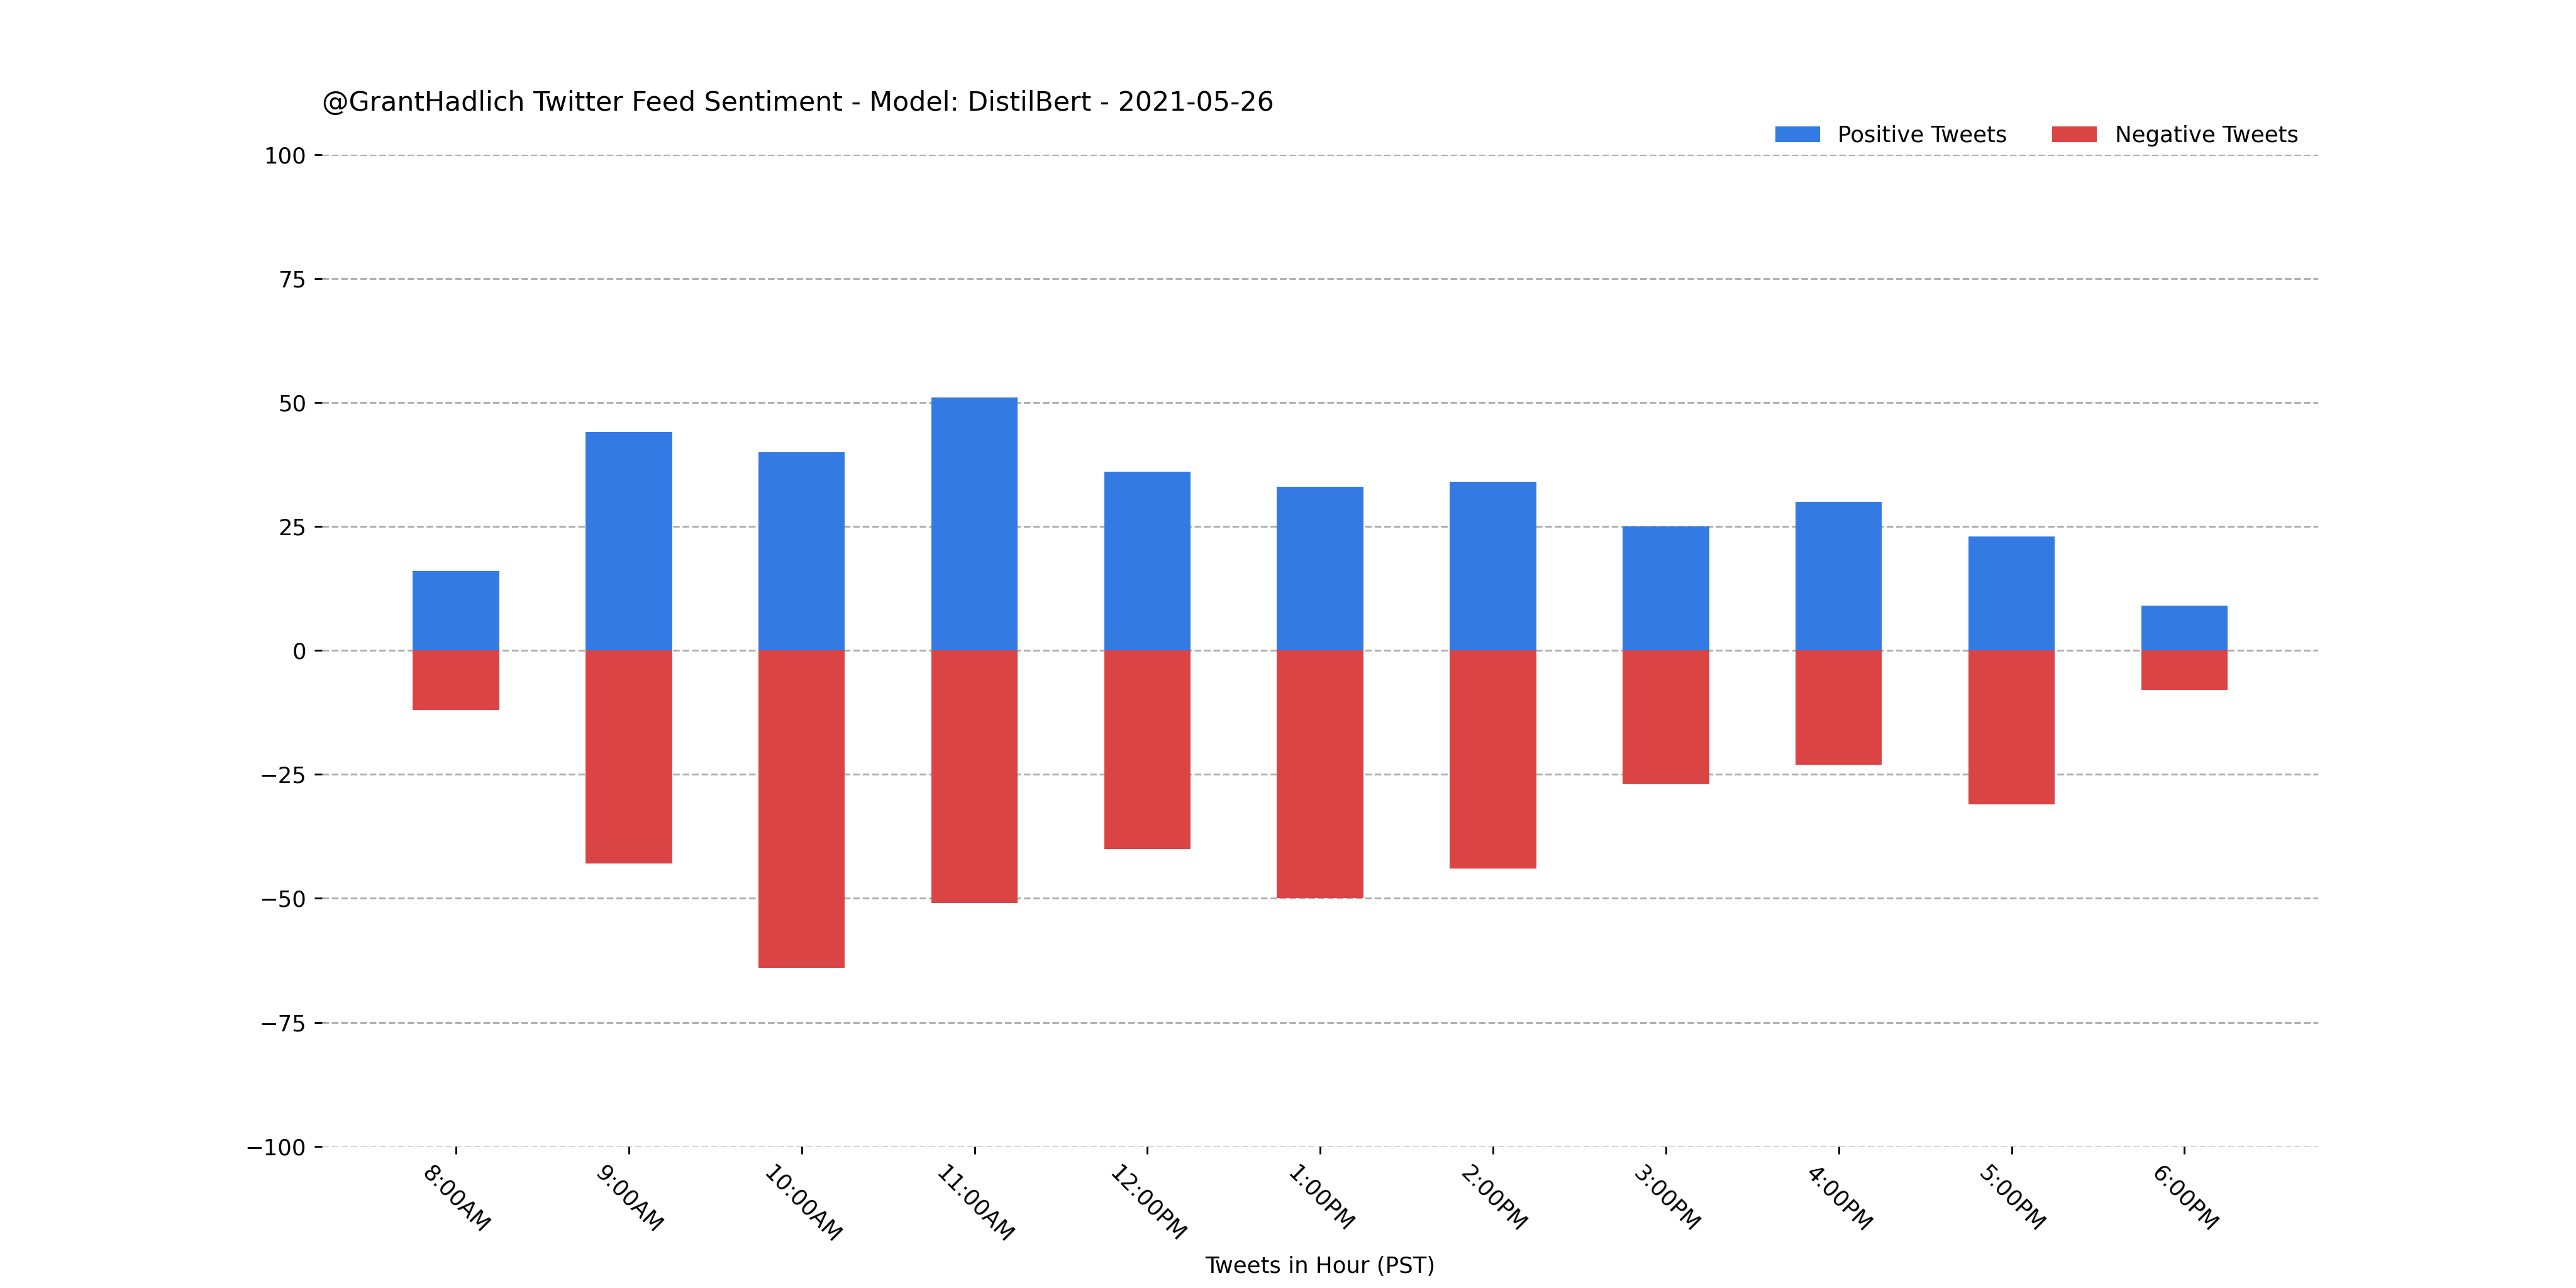 @GrantHadlich Twitter Feed Sentiment - Model: DistilBert - 2021-05-26
Positive Tweets Negative Tweets
100
75
50
25
0
−25
−50
−75
−100
8:00AM 9:00AM 10:00AM 11:00AM 12:00PM 1:00PM 2:00PM 3:00PM 4:00PM 5:00PM 6:00PM
Tweets in Hour (PST)